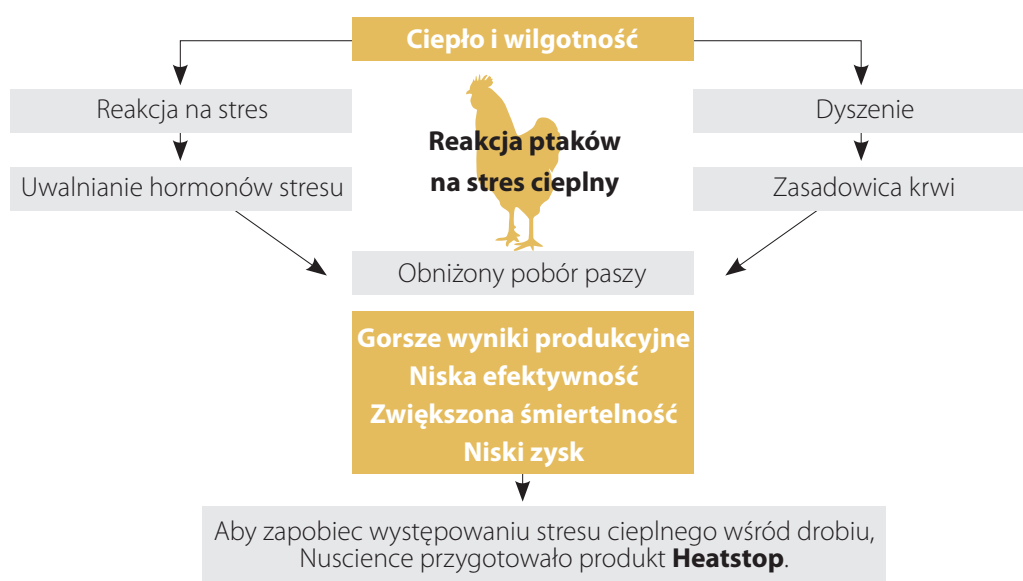 Ciepło i wilgotność
Reakcja na stres
Dyszenie
Reakcja ptaków
na stres cieplny
Uwalnianie hormonów stresu
Zasadowica krwi
Obniżony pobór paszy
Gorsze wyniki produkcyjne
Niska efektywność
Zwiększona śmiertelność
Niski zysk
Aby zapobiec występowaniu stresu cieplnego wśród drobiu,
Nuscience przygotowało produkt Heatstop.